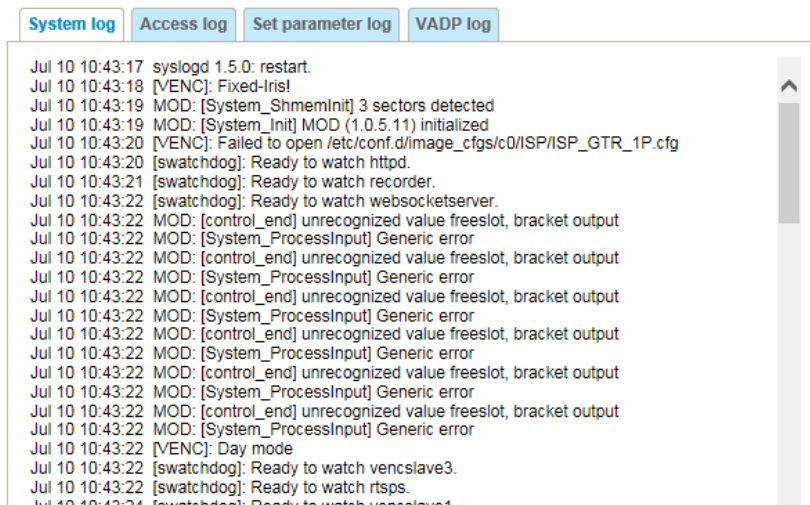 System log
Access log
Set parameter log
VADP log
Jul 10 10:43:17 syslogd 1.5.0: restart.
Jul 10 10:43:18 [VENC]: Fixed-Iris!
Jul 10 10:43:19 MOD: [System_ShmemInit] 3 sectors detected
Jul 10 10:43:19 MOD: [System_Init] MOD (1.0.5.11) initialized
Jul 10 10:43:20 [VENC]: Failed to open /etc/conf.d/image_cfgs/c0/ISP/ISP_GTR_1P.cfg
Jul 10 10:43:20 [swatchdog]: Ready to watch httpd.
Jul 10 10:43:21 [swatchdog]: Ready to watch recorder.
Jul 10 10:43:22 [swatchdog]: Ready to watch websocketserver.
Jul 10 10:43:22 MOD: [control_end] unrecognized value freeslot, bracket output
Jul 10 10:43:22 MOD: [System_ProcessInput] Generic error
Jul 10 10:43:22 MOD: [control_end] unrecognized value freeslot, bracket output
Jul 10 10:43:22 MOD: [System_ProcessInput] Generic error
Jul 10 10:43:22 MOD: [control_end] unrecognized value freeslot, bracket output
Jul 10 10:43:22 MOD: [System_ProcessInput] Generic error
Jul 10 10:43:22 MOD: [control_end] unrecognized value freeslot, bracket output
Jul 10 10:43:22 MOD: [System_ProcessInput] Generic error
Jul 10 10:43:22 MOD: [control_end] unrecognized value freeslot, bracket output
Jul 10 10:43:22 MOD: [System_ProcessInput] Generic error
Jul 10 10:43:22 MOD: [control_end] unrecognized value freeslot, bracket output
Jul 10 10:43:22 MOD: [System_ProcessInput] Generic error
Jul 10 10:43:22 [VENC]: Day mode
Jul 10 10:43:22 [swatchdog]: Ready to watch vencslave3.
Jul 10 10:43:22 [swatchdog]: Ready to watch rtsps.
Jul 10 10:43:24 [swatchdog]: Ready to watch vencslave1.